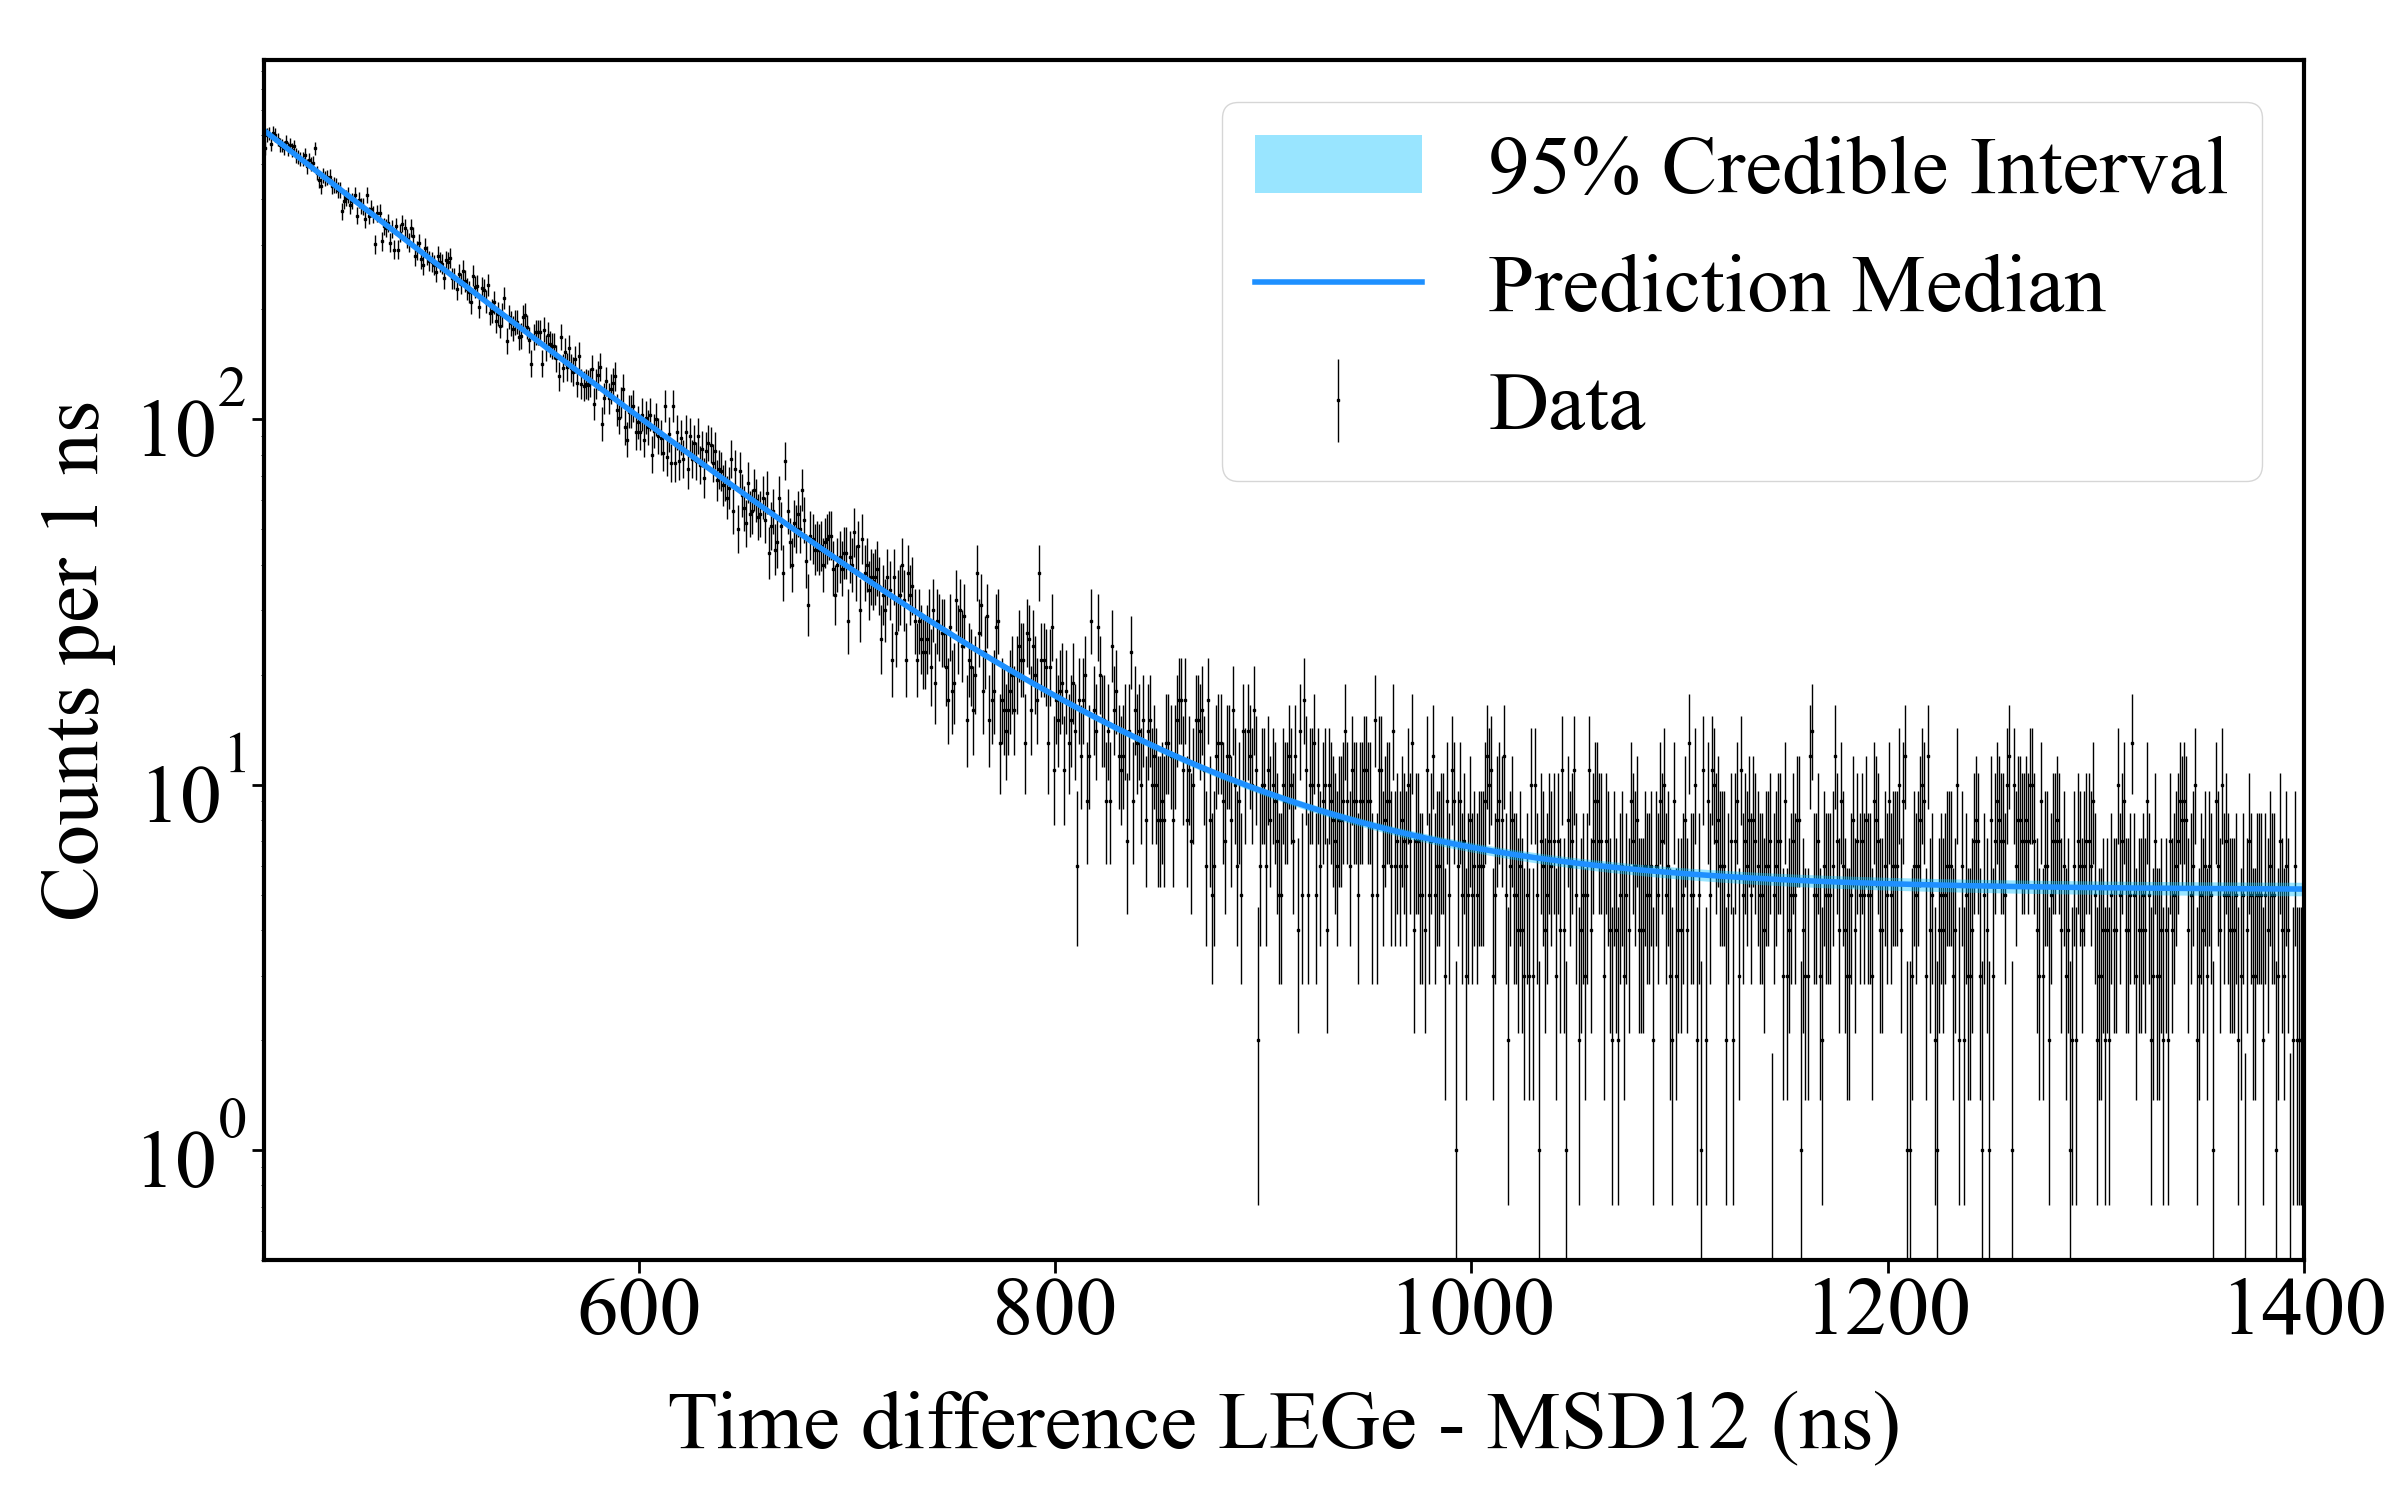 95% Credible Interval
Prediction Median
Data
Counts per 1 ns
10^2
10^1
10^0
600 800 1000 1200 1400
Time difference LEGe - MSD12 (ns)